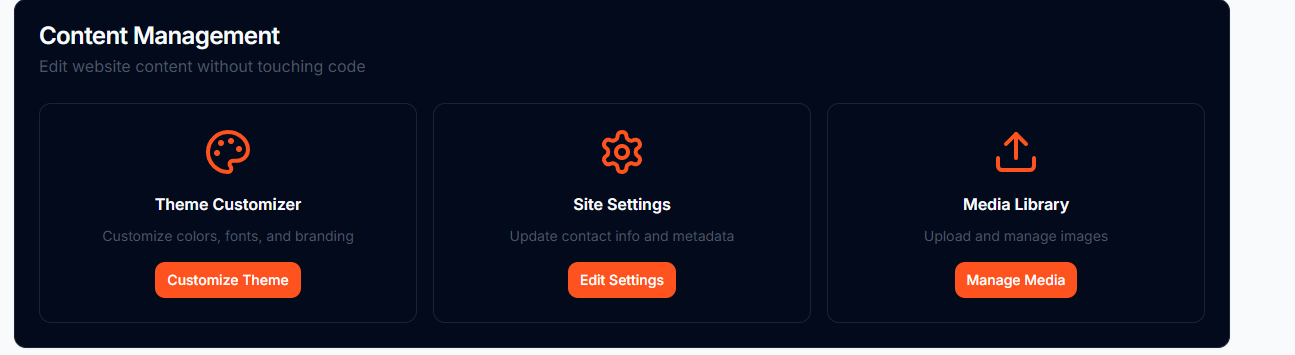 Content Management
Edit website content without touching code
Theme Customizer
Customize colors, fonts, and branding
Customize Theme
Site Settings
Update contact info and metadata
Edit Settings
Media Library
Upload and manage images
Manage Media